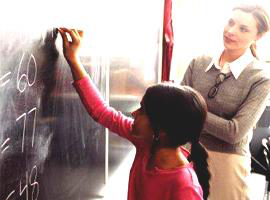 = 60
= 77
= 48